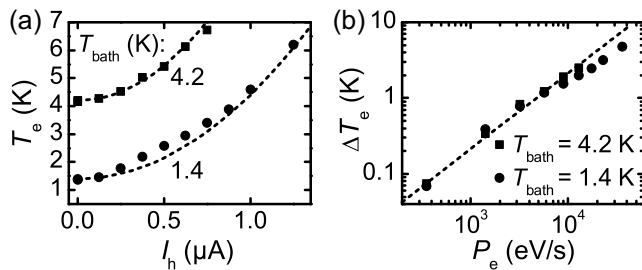 (a)
T_bath (K):
4.2
1.4
7
6
5
4
3
2
1
T_e (K)
0.0 0.5 1.0
I_h (μA)
(b)
10
1
0.1
ΔT_e (K)
T_bath = 4.2 K
T_bath = 1.4 K
10^3 10^4
P_e (eV/s)